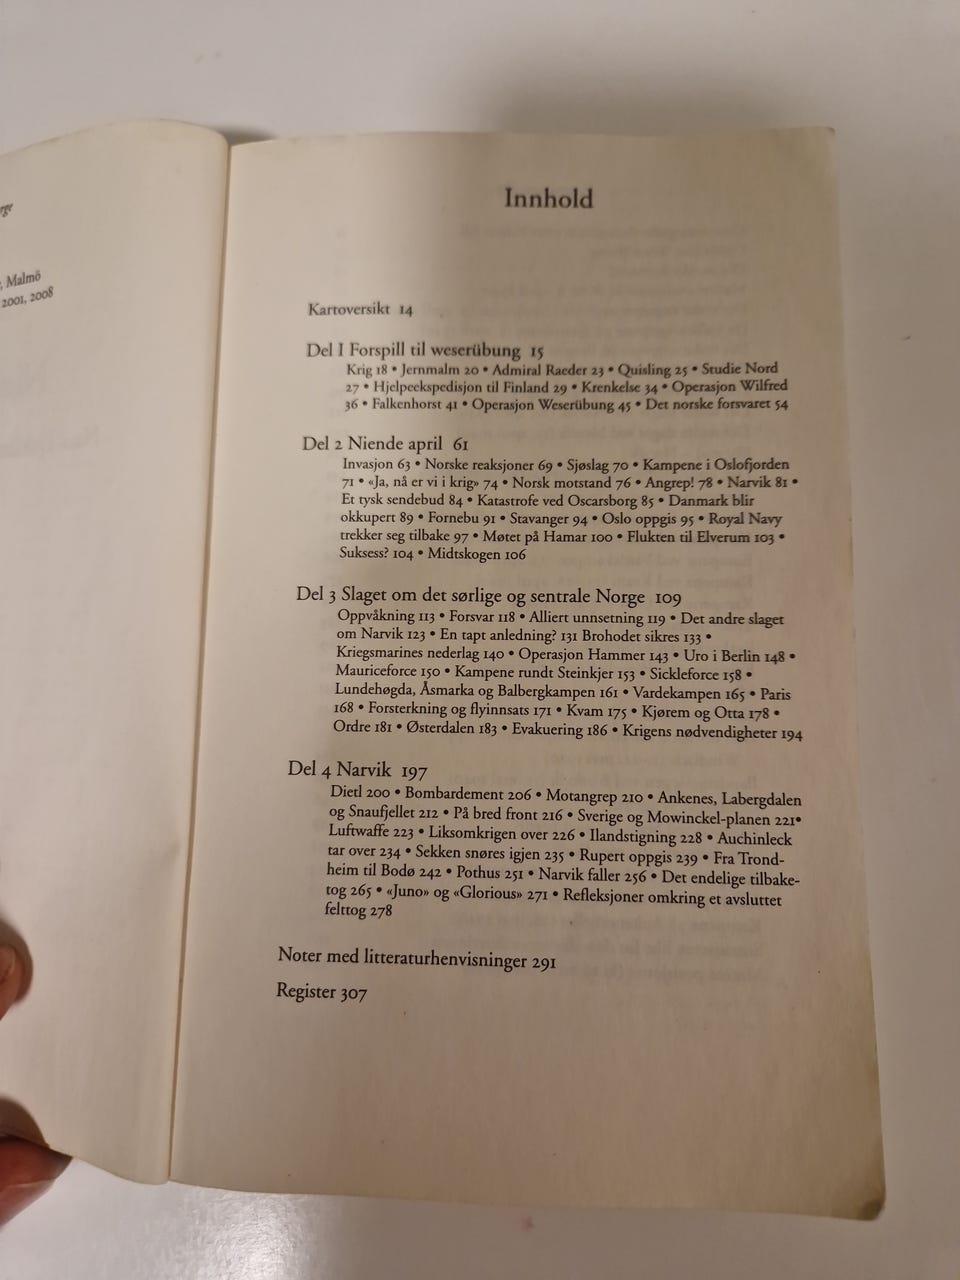 , Malmö
2001, 2008
Innhold
Kartoversikt 14
Del I Forspill til weserübung 15
Krig 18 • Jernmalm 20 • Admiral Raeder 23 • Quisling 25 • Studie Nord
27 • Hjelpeekspedisjon til Finland 29 • Krenkelse 34 • Operasjon Wilfred
36 • Falkenhorst 41 • Operasjon Weserübung 45 • Det norske forsvaret 54
Del 2 Niende april 61
Invasjon 63 • Norske reaksjoner 69 • Sjøslag 70 • Kampene i Oslofjorden
71 • «Ja, nå er vi i krig» 74 • Norsk motstand 76 • Angrep! 78 • Narvik 81 •
Et tysk sendebud 84 • Katastrofe ved Oscarsborg 85 • Danmark blir
okkupert 89 • Fornebu 91 • Stavanger 94 • Oslo oppgis 95 • Royal Navy
trekker seg tilbake 97 • Møtet på Hamar 100 • Flukten til Elverum 103 •
Suksess? 104 • Midtskogen 106
Del 3 Slaget om det sørlige og sentrale Norge 109
Oppvåkning 113 • Forsvar 118 • Alliert unnsetning 119 • Det andre slaget
om Narvik 123 • En tapt anledning? 131 Brohodet sikres 133 •
Kriegsmarines nederlag 140 • Operasjon Hammer 143 • Uro i Berlin 148 •
Mauriceforce 150 • Kampene rundt Steinkjer 153 • Sickleforce 158 •
Lundehøgda, Åsmarka og Balbergkampen 161 • Vardekampen 165 • Paris
168 • Forsterkning og flyinnsats 171 • Kvam 175 • Kjørem og Otta 178 •
Ordre 181 • Østerdalen 183 • Evakuering 186 • Krigens nødvendigheter 194
Del 4 Narvik 197
Dietl 200 • Bombardement 206 • Motangrep 210 • Ankenes, Labergdalen
og Snaufjellet 212 • På bred front 216 • Sverige og Mowinckel-planen 221•
Luftwaffe 223 • Liksomkrigen over 226 • Ilandstigning 228 • Auchinleck
tar over 234 • Sekken snøres igjen 235 • Rupert oppgis 239 • Fra Trond-
heim til Bodø 242 • Pothus 251 • Narvik faller 256 • Det endelige tilbake-
tog 265 • «Juno» og «Glorious» 271 • Refleksjoner omkring et avsluttet
felttog 278
Noter med litteraturhenvisninger 291
Register 307